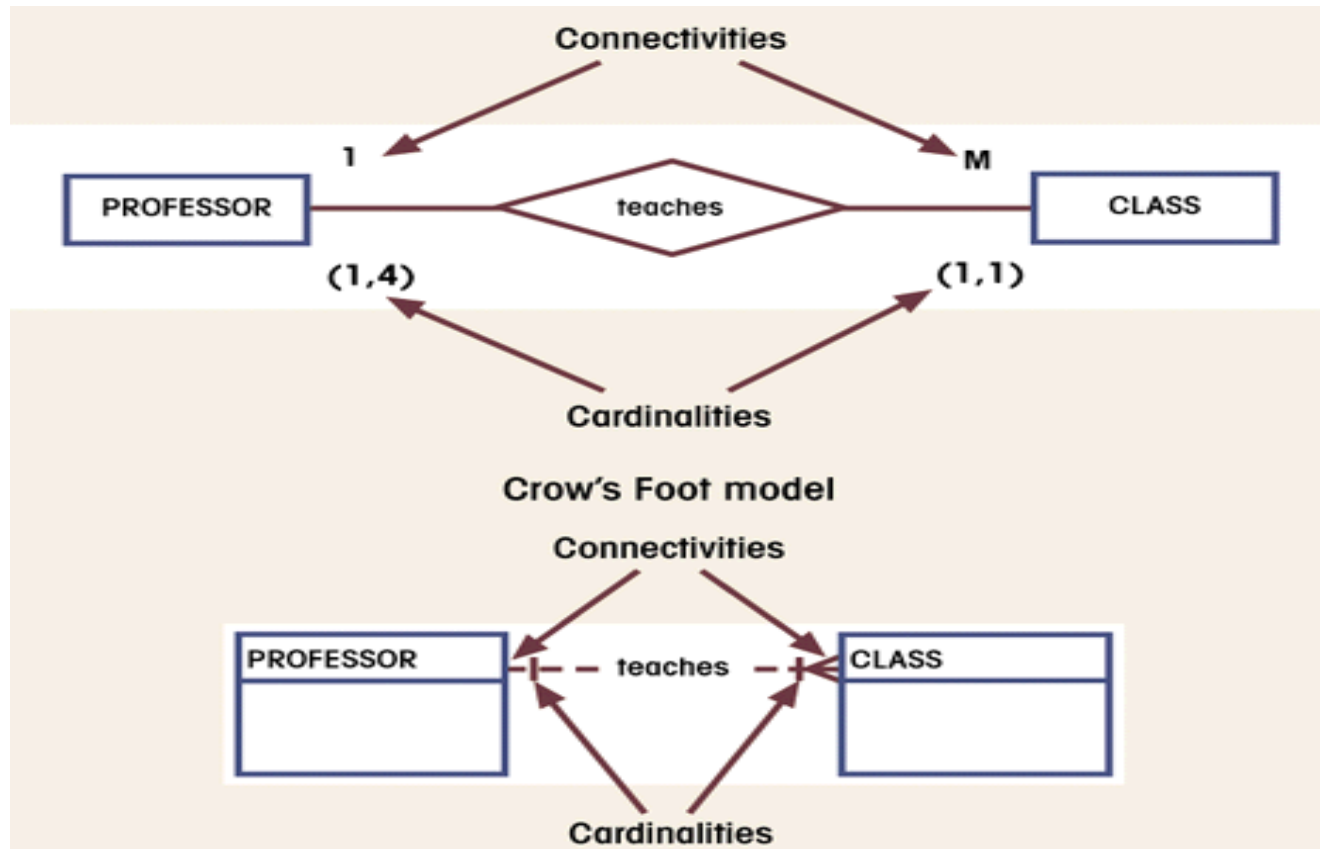 Connectivities
1 M
PROFESSOR teaches CLASS
(1,4) (1,1)
Cardinalities
Crow's Foot model
Connectivities
PROFESSOR teaches CLASS
Cardinalities